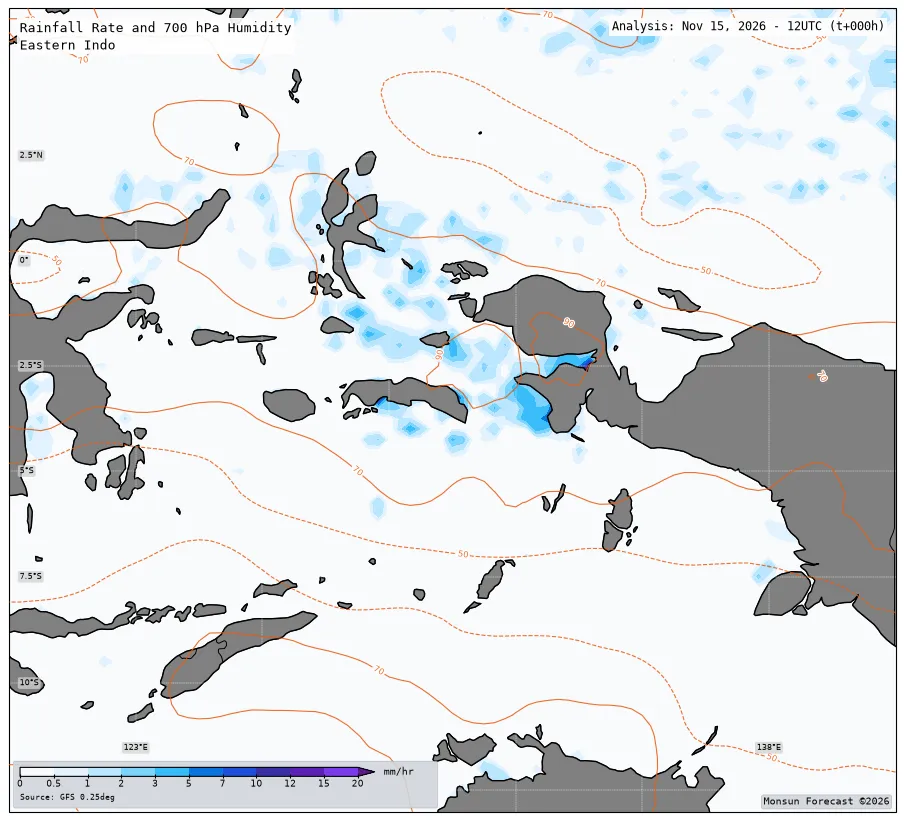 Rainfall Rate and 700 hPa Humidity
Eastern Indo
Analysis: Nov 15, 2026 - 12UTC (t+000h)
70
70
50
2.5°N
70
0°
50
50
70
80
90
2.5°S
70
5°S
70
50
7.5°S
70
10°S
123°E
138°E
50
0 0.5 1 2 3 5 7 10 12 15 20 mm/hr
Source: GFS 0.25deg
Monsun Forecast ©2026